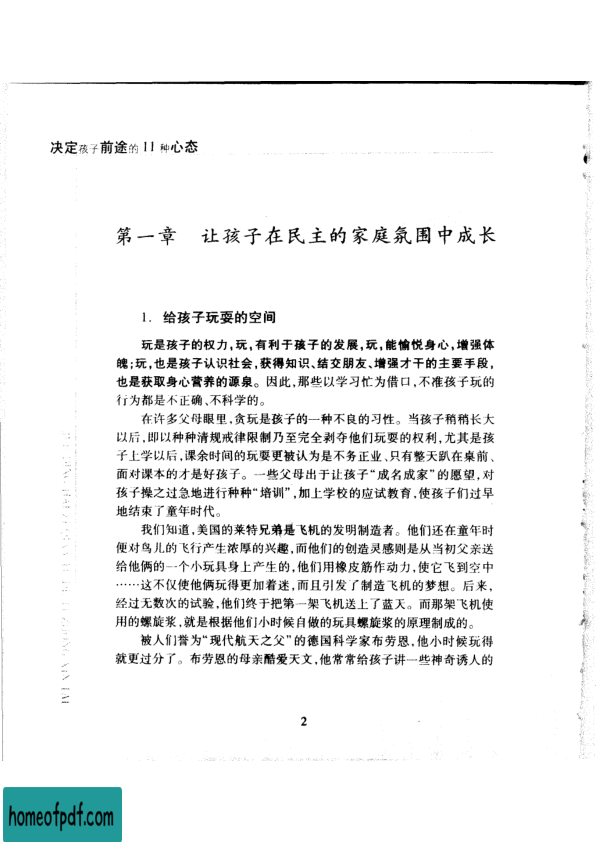 决定孩子前途的 11 种心态
第一章 让孩子在民主的家庭氛围中成长
1. 给孩子玩耍的空间
玩是孩子的权力,玩,有利于孩子的发展,玩,能愉悦身心,增强体
魄;玩,也是孩子认识社会,获得知识、结交朋友、增强才干的主要手段,
也是获取身心营养的源泉。因此,那些以学习忙为借口,不准孩子玩的
行为都是不正确、不科学的。
在许多父母眼里,贪玩是孩子的一种不良的习性。当孩子稍稍长大
以后,即以种种清规戒律限制乃至完全剥夺他们玩耍的权利,尤其是孩
子上学以后,课余时间的玩耍更被认为是不务正业、只有整天趴在桌前、
面对课本的才是好孩子。一些父母出于让孩子“成名成家”的愿望,对
孩子操之过急地进行种种“培训”,加上学校的应试教育,使孩子们过早
地结束了童年时代。
我们知道,美国的莱特兄弟是飞机的发明制造者。他们还在童年时
便对鸟儿的飞行产生浓厚的兴趣,而他们的创造灵感则是从当初父亲送
给他俩的一个小玩具身上产生的,他们用橡皮筋作动力,使它飞到空中
……这不仅使他俩玩得更加着迷,而且引发了制造飞机的梦想。后来,
经过无数次的试验,他们终于把第一架飞机送上了蓝天。而那架飞机使
用的螺旋桨,就是根据他们小时候自做的玩具螺旋桨的原理制成的。
被人们誉为“现代航天之父”的德国科学家布劳恩,他小时候玩得
就更过分了。布劳恩的母亲酷爱天文,他常常给孩子讲一些神奇诱人的
2
homeofpdf.com